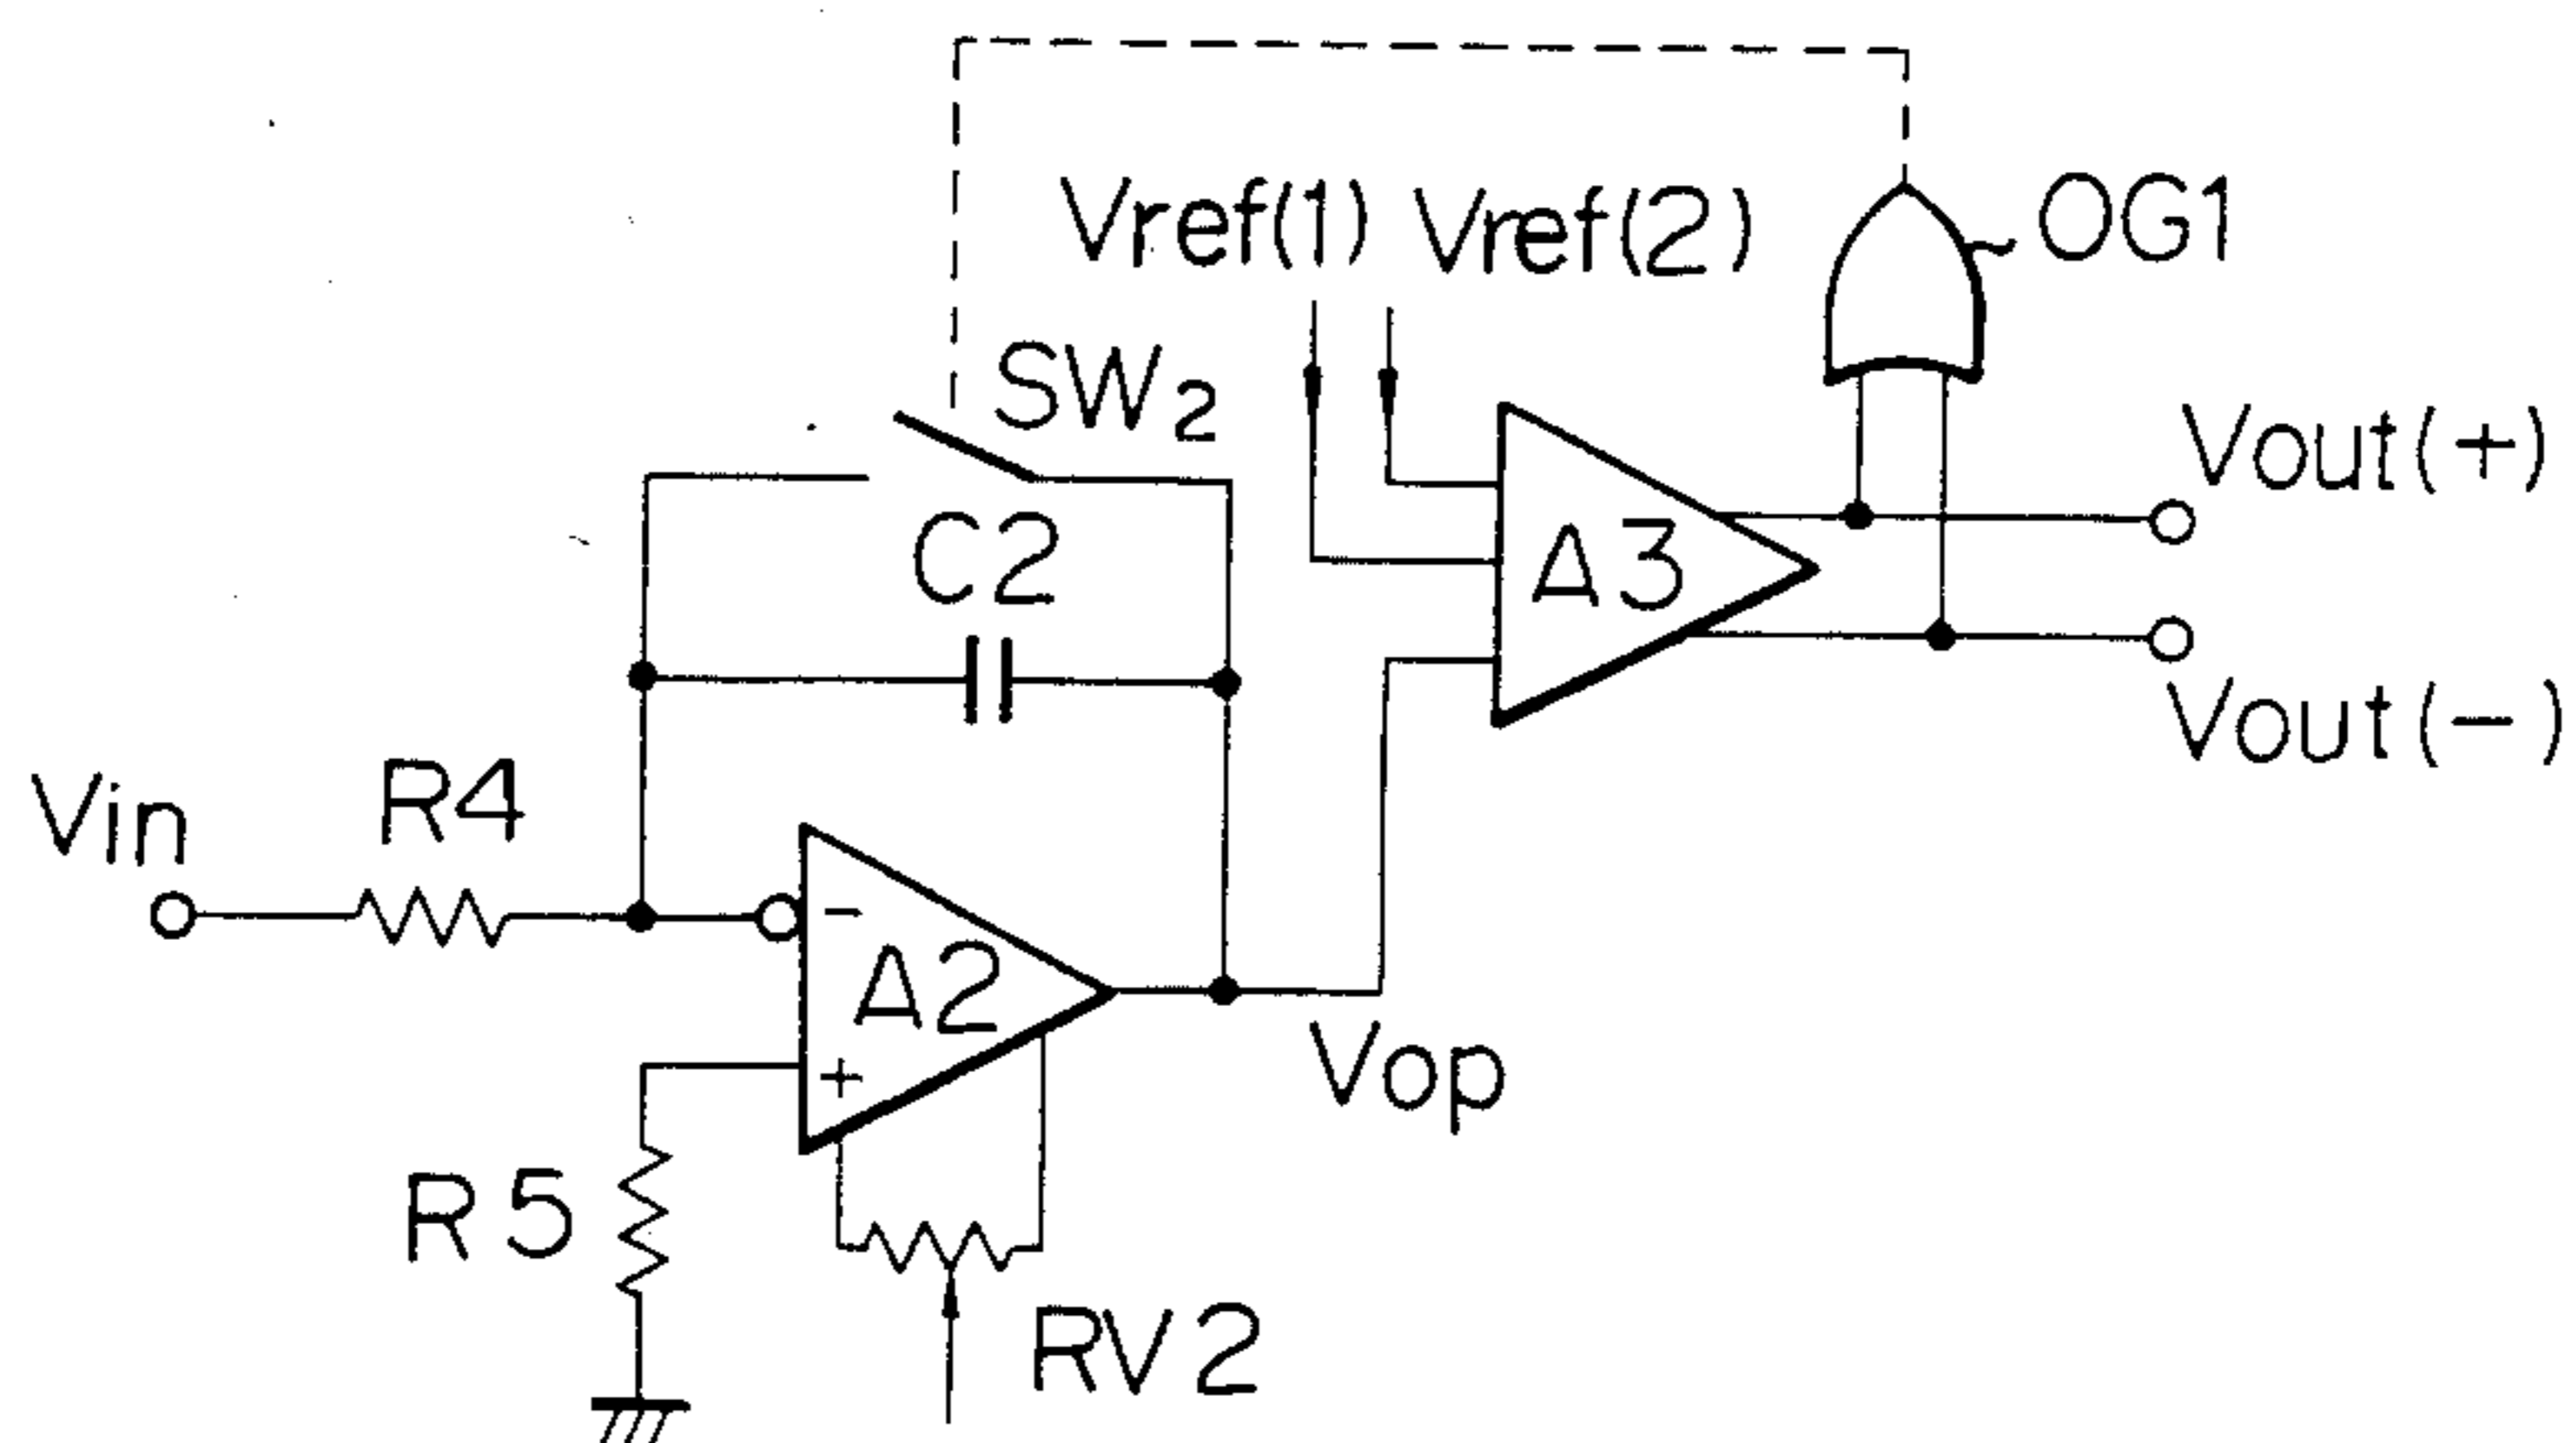 Vref(1)
Vref(2)
OG1
SW2
Vout(+)
C2
A3
Vout(-)
Vin
R4
-
A2
+
Vop
R5
RV2